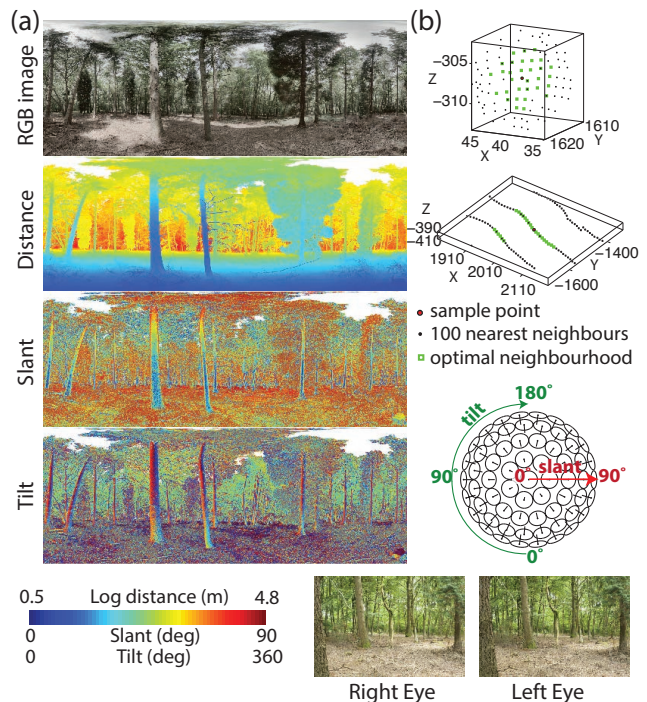 (a)
RGB image
Distance
Slant
Tilt
0.5 Log distance (m) 4.8
0 Slant (deg) 90
0 Tilt (deg) 360
(b)
−305
Z
−310
45 40 35
X
1610
Y
1620
Z
−390
−410
1910
2010
X
2110
−1400
Y
−1600
sample point
100 nearest neighbours
optimal neighbourhood
180°
tilt
90°
0°
slant
90°
0°
Right Eye
Left Eye